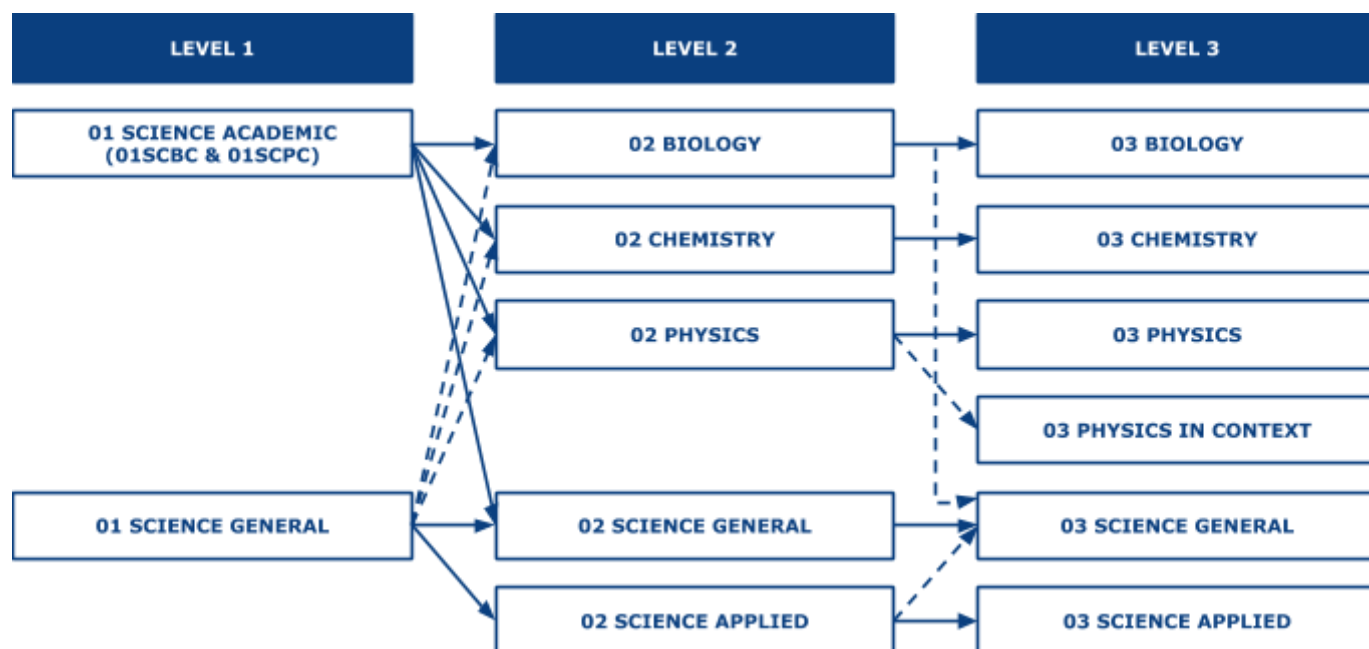 LEVEL 1
LEVEL 2
LEVEL 3
01 SCIENCE ACADEMIC
(01SCBC & 01SCPC)
02 BIOLOGY
03 BIOLOGY
02 CHEMISTRY
03 CHEMISTRY
02 PHYSICS
03 PHYSICS
03 PHYSICS IN CONTEXT
01 SCIENCE GENERAL
02 SCIENCE GENERAL
03 SCIENCE GENERAL
02 SCIENCE APPLIED
03 SCIENCE APPLIED